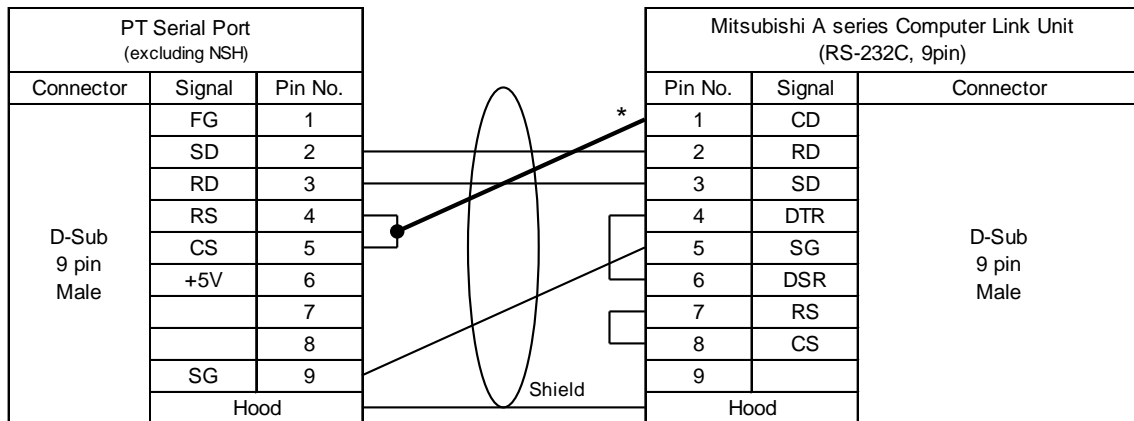 PT Serial Port
(excluding NSH)
Mitsubishi A series Computer Link Unit
(RS-232C, 9pin)
Connector Signal Pin No. Pin No. Signal Connector
FG 1 * 1 CD
SD 2 2 RD
RD 3 3 SD
RS 4 4 DTR
D-Sub
9 pin
Male
CS 5 5 SG
D-Sub
9 pin
Male
+5V 6 6 DSR
7 7 RS
8 8 CS
SG 9 9
Shield
Hood Hood